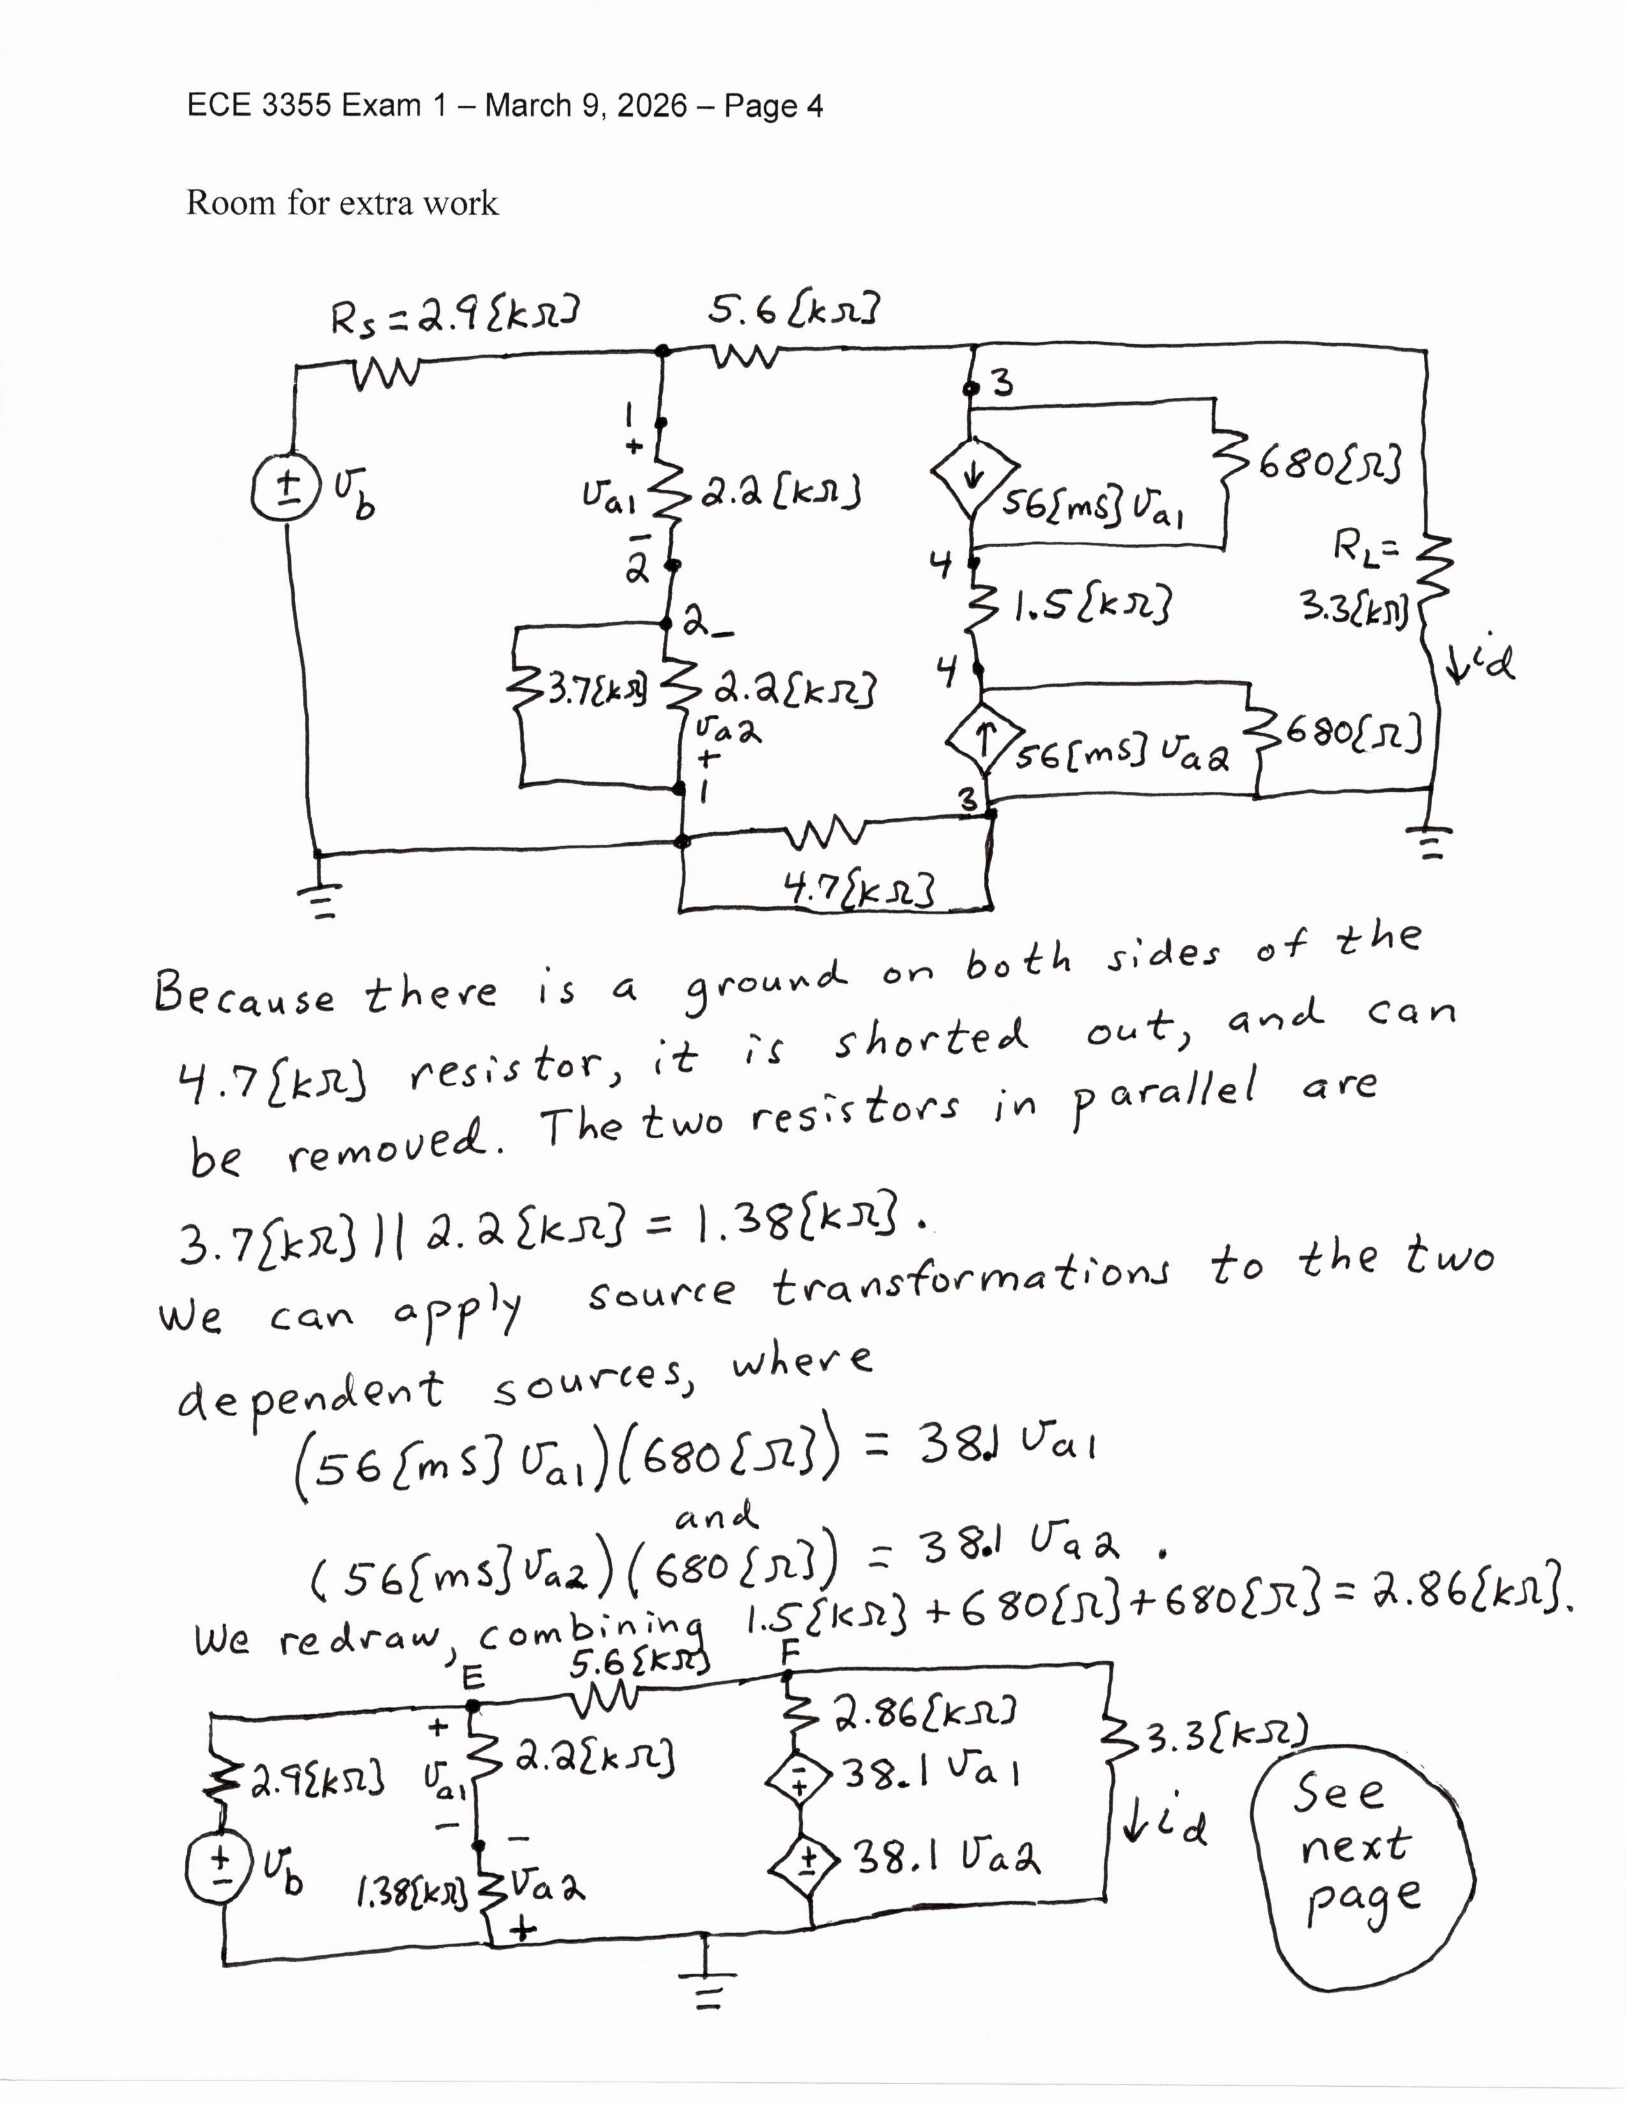 ECE 3355 Exam 1 – March 9, 2026 – Page 4
Room for extra work
Rs = 2.9{kΩ}
5.6{kΩ}
3
1
+
680{Ω}
vb
va1
2.2{kΩ}
56{mS}va1
-
2
4
RL=
3.3{kΩ}
1.5{kΩ}
2-
4
id
3.7{kΩ}
2.2{kΩ}
va2
+
680{Ω}
56{mS}va2
1
3
4.7{kΩ}
Because there is a ground on both sides of the
4.7{kΩ} resistor, it is shorted out, and can
be removed. The two resistors in parallel are
3.7{kΩ}||2.2{kΩ} = 1.38{kΩ}.
We can apply source transformations to the two
dependent sources, where
(56{mS}va1)(680{Ω}) = 38.1 va1
and
(56{mS}va2)(680{Ω}) = 38.1 va2.
We redraw, combining 1.5{kΩ}+680{Ω}+680{Ω}=2.86{kΩ}.
E
5.6{kΩ}
F
+
2.86{kΩ}
2.9{kΩ}
va1
2.2{kΩ}
38.1 va1
3.3{kΩ}
-
-
id
vb
1.38{kΩ}
va2
38.1 va2
+
See
next
page